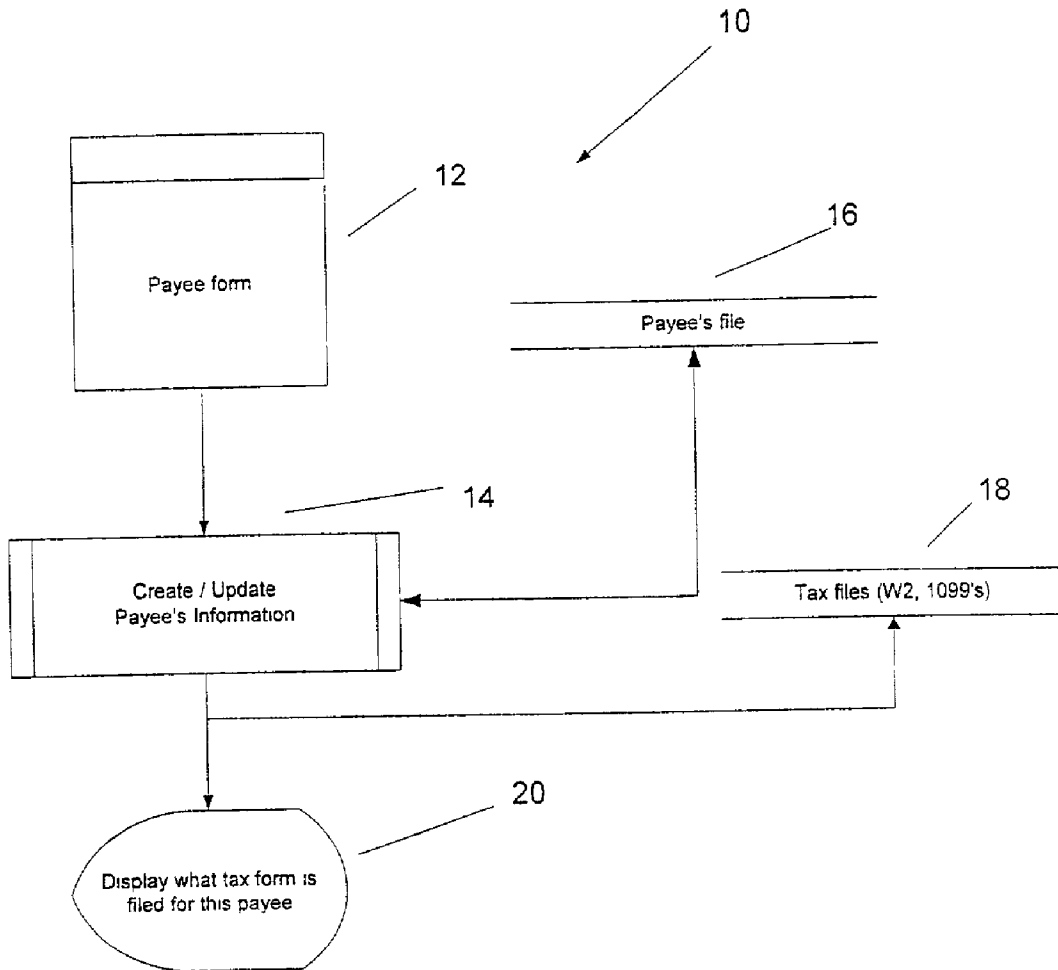 10
12
Payee form
16
Payee's file
14
Create / Update
Payee's Information
18
Tax files (W2, 1099's)
20
Display what tax form is
filed for this payee